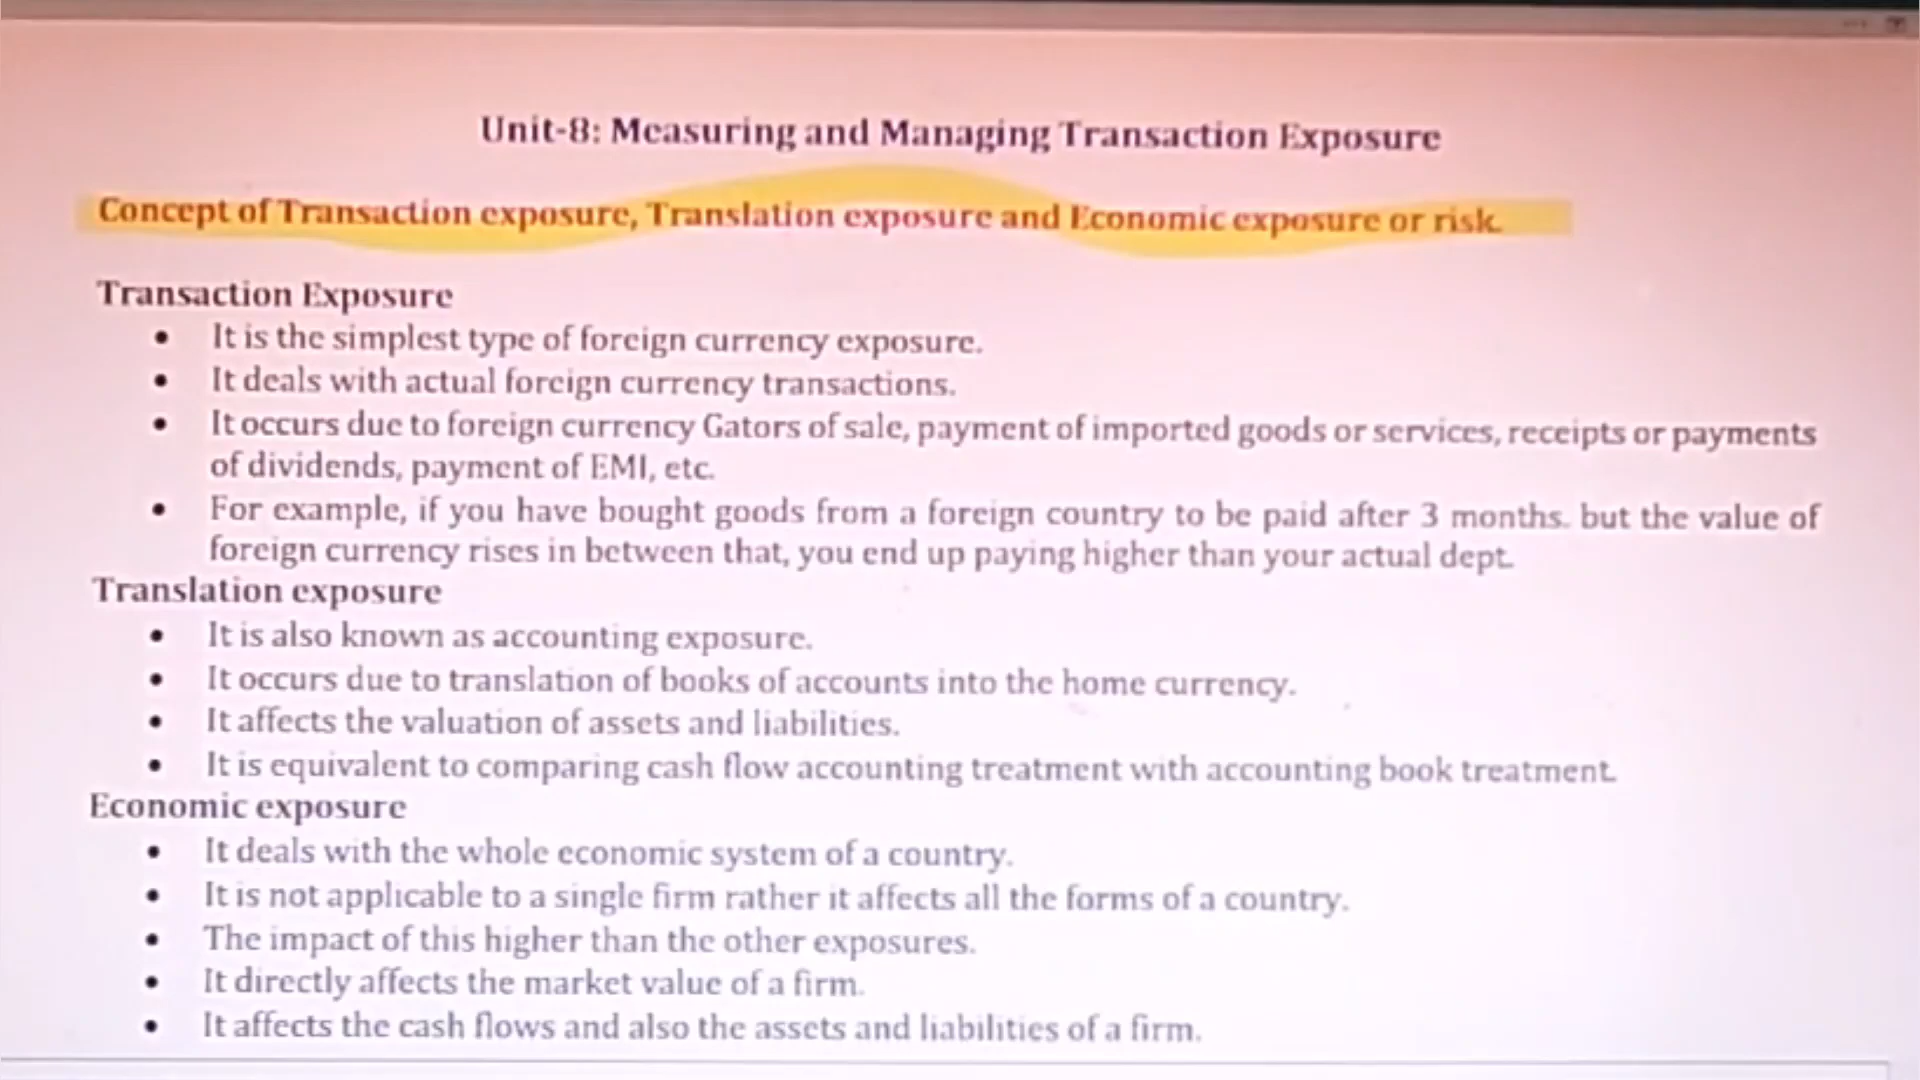 Unit-8: Measuring and Managing Transaction Exposure
Concept of Transaction exposure, Translation exposure and Economic exposure or risk.
Transaction Exposure
• It is the simplest type of foreign currency exposure.
• It deals with actual foreign currency transactions.
• It occurs due to foreign currency Gators of sale, payment of imported goods or services, receipts or payments
of dividends, payment of EMI, etc.
• For example, if you have bought goods from a foreign country to be paid after 3 months. but the value of
foreign currency rises in between that, you end up paying higher than your actual dept.
Translation exposure
• It is also known as accounting exposure.
• It occurs due to translation of books of accounts into the home currency.
• It affects the valuation of assets and liabilities.
• It is equivalent to comparing cash flow accounting treatment with accounting book treatment.
Economic exposure
• It deals with the whole economic system of a country.
• It is not applicable to a single firm rather it affects all the forms of a country.
• The impact of this higher than the other exposures.
• It directly affects the market value of a firm.
• It affects the cash flows and also the assets and liabilities of a firm.